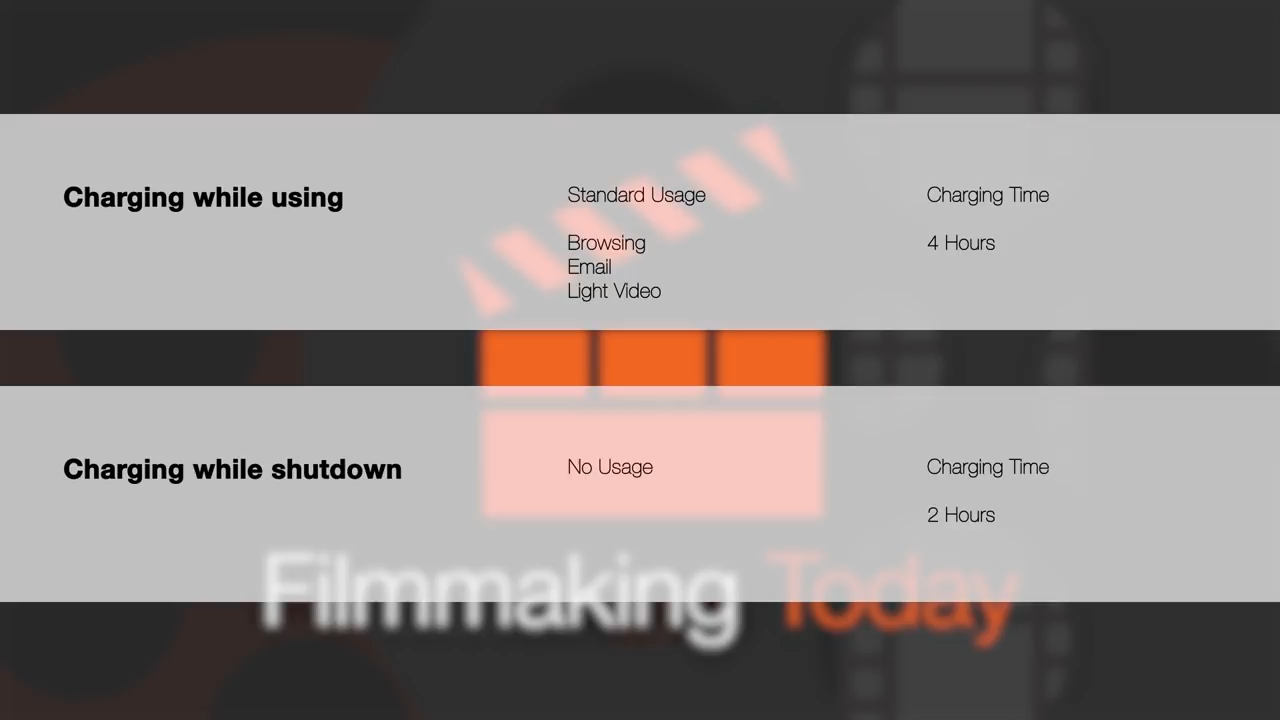 Charging while using
Standard Usage
Charging Time
Browsing
4 Hours
Email
Light Video
Charging while shutdown
No Usage
Charging Time
2 Hours
Filmmaking Today